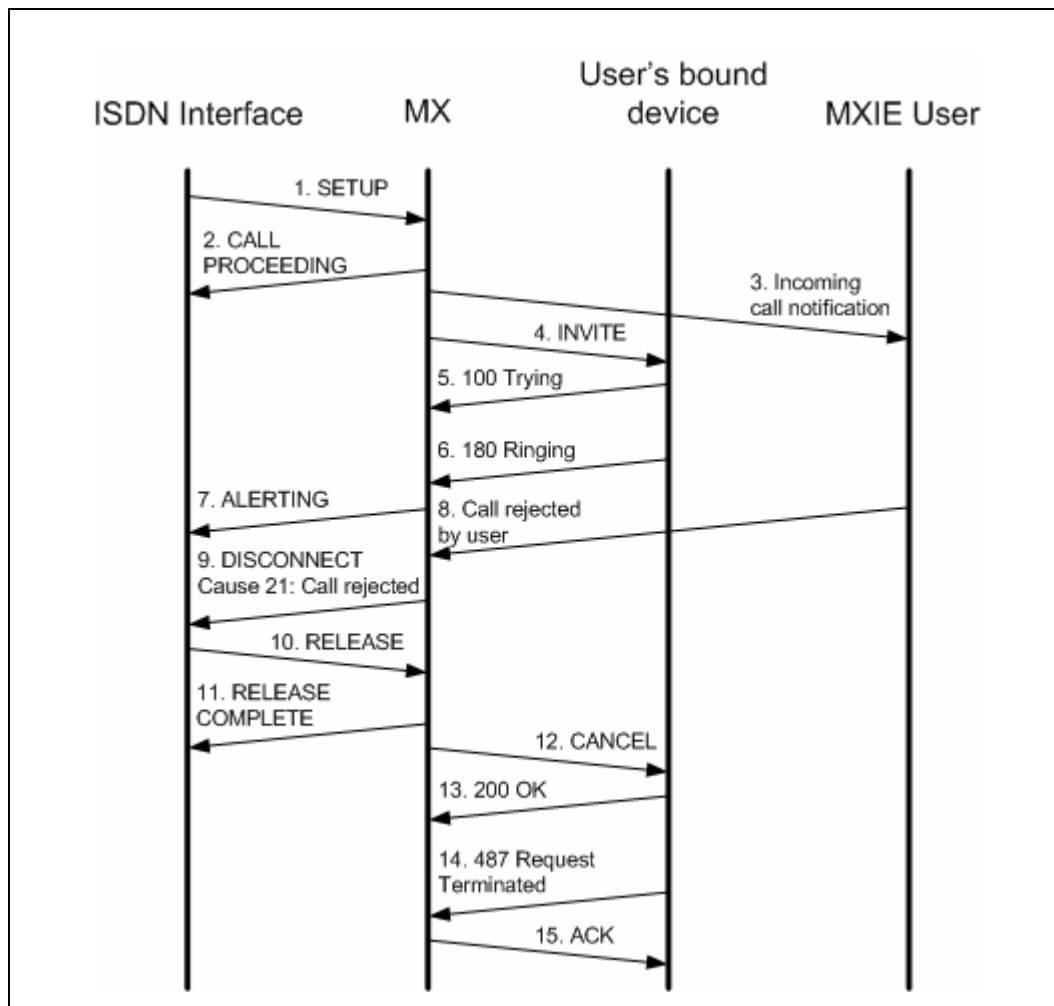 User's bound
device
ISDN Interface
MX
MXIE User
1. SETUP
2. CALL
PROCEEDING
3. Incoming
call notification
4. INVITE
5. 100 Trying
6. 180 Ringing
7. ALERTING
8. Call rejected
by user
9. DISCONNECT
Cause 21: Call rejected
10. RELEASE
11. RELEASE
COMPLETE
12. CANCEL
13. 200 OK
14. 487 Request
Terminated
15. ACK